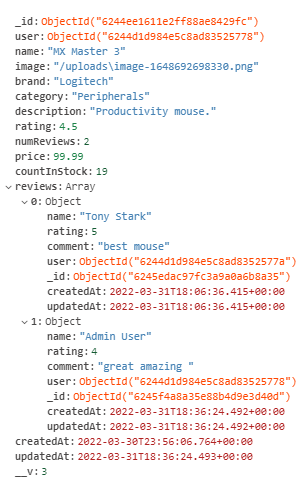 _id: ObjectId("6244ee1611e2ff88ae8429fc")
user: ObjectId("6244d1d984e5c8ad83525778")
name: "MX Master 3"
image: "/uploads\image-1648692698330.png"
brand: "Logitech"
category: "Peripherals"
description: "Productivity mouse."
rating: 4.5
numReviews: 2
price: 99.99
countInStock: 19
reviews: Array
0: Object
name: "Tony Stark"
rating: 5
comment: "best mouse"
user: ObjectId("6244d1d984e5c8ad8352577a")
_id: ObjectId("6245edac97fc3a9a0a6b8a35")
createdAt: 2022-03-31T18:06:36.415+00:00
updatedAt: 2022-03-31T18:06:36.415+00:00
1: Object
name: "Admin User"
rating: 4
comment: "great amazing "
user: ObjectId("6244d1d984e5c8ad83525778")
_id: ObjectId("6245f4a8a35e88b4d9e3d40d")
createdAt: 2022-03-31T18:36:24.492+00:00
updatedAt: 2022-03-31T18:36:24.492+00:00
createdAt: 2022-03-30T23:56:06.764+00:00
updatedAt: 2022-03-31T18:36:24.493+00:00
__v: 3